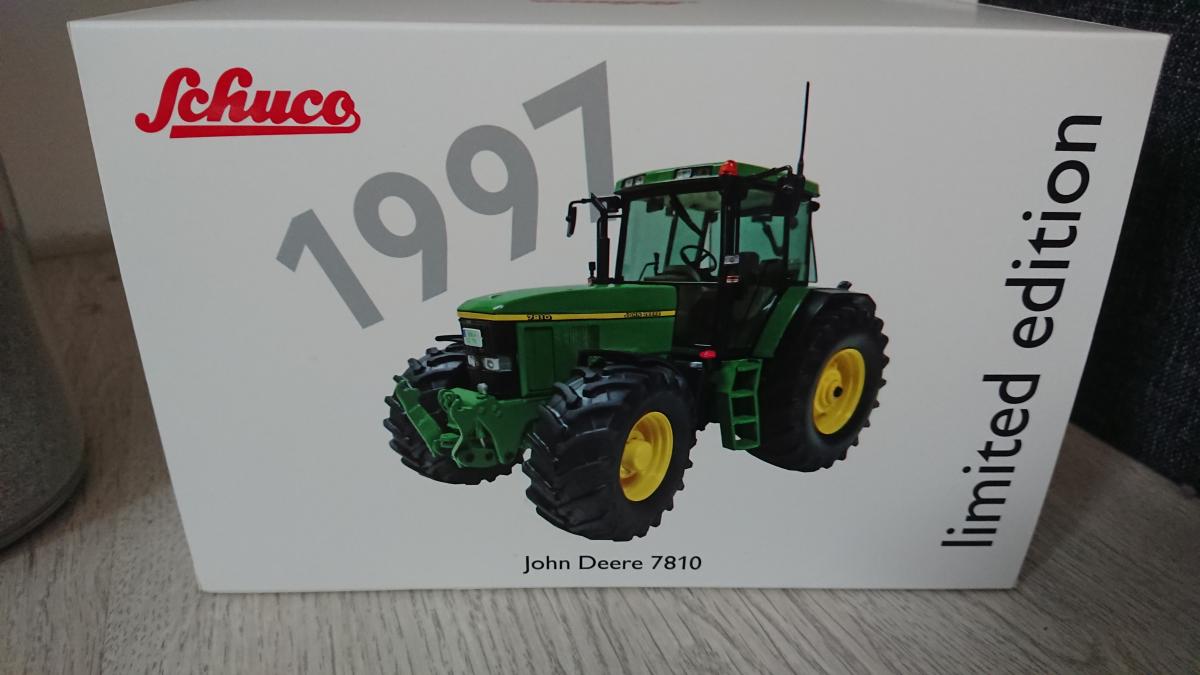 Schuco
1997
limited edition
John Deere 7810